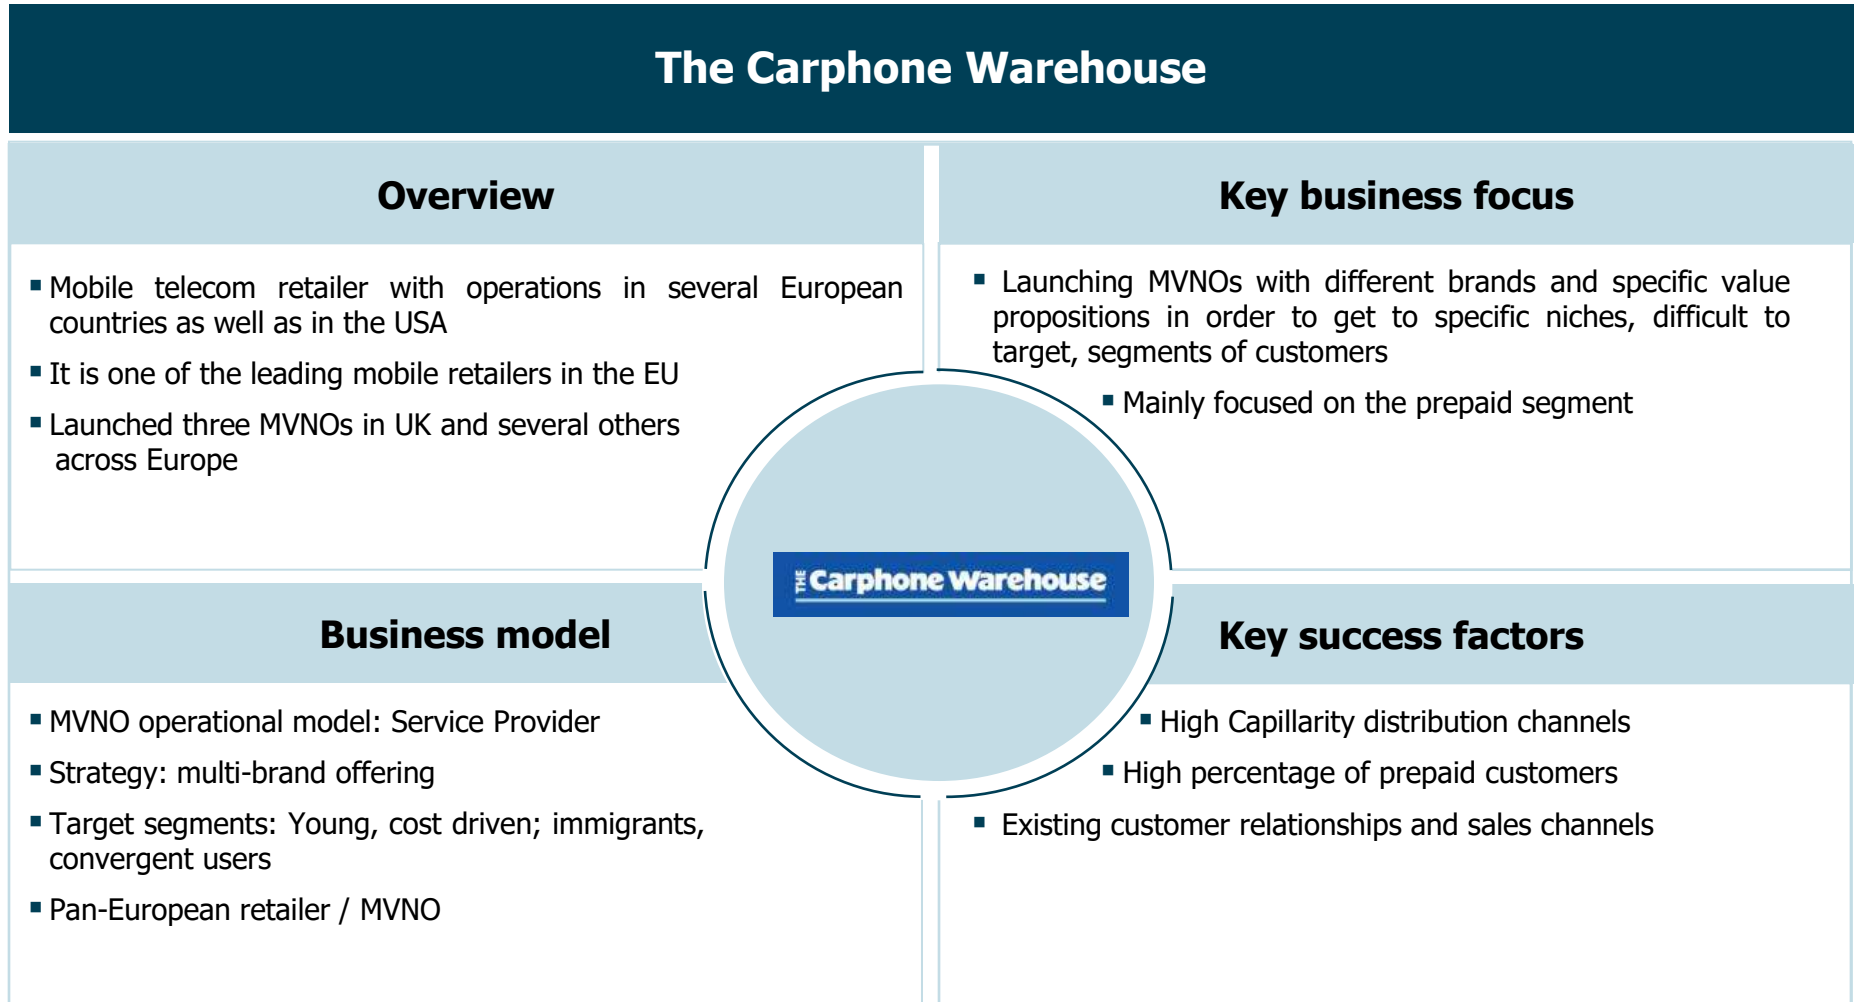 The Carphone Warehouse
Overview
▪ Mobile telecom retailer with operations in several European
countries as well as in the USA
▪ It is one of the leading mobile retailers in the EU
▪ Launched three MVNOs in UK and several others
across Europe
Key business focus
▪ Launching MVNOs with different brands and specific value
propositions in order to get to specific niches, difficult to
target, segments of customers
▪ Mainly focused on the prepaid segment
THE Carphone Warehouse
Business model
▪ MVNO operational model: Service Provider
▪ Strategy: multi-brand offering
▪ Target segments: Young, cost driven; immigrants,
convergent users
▪ Pan-European retailer / MVNO
Key success factors
▪ High Capillarity distribution channels
▪ High percentage of prepaid customers
▪ Existing customer relationships and sales channels